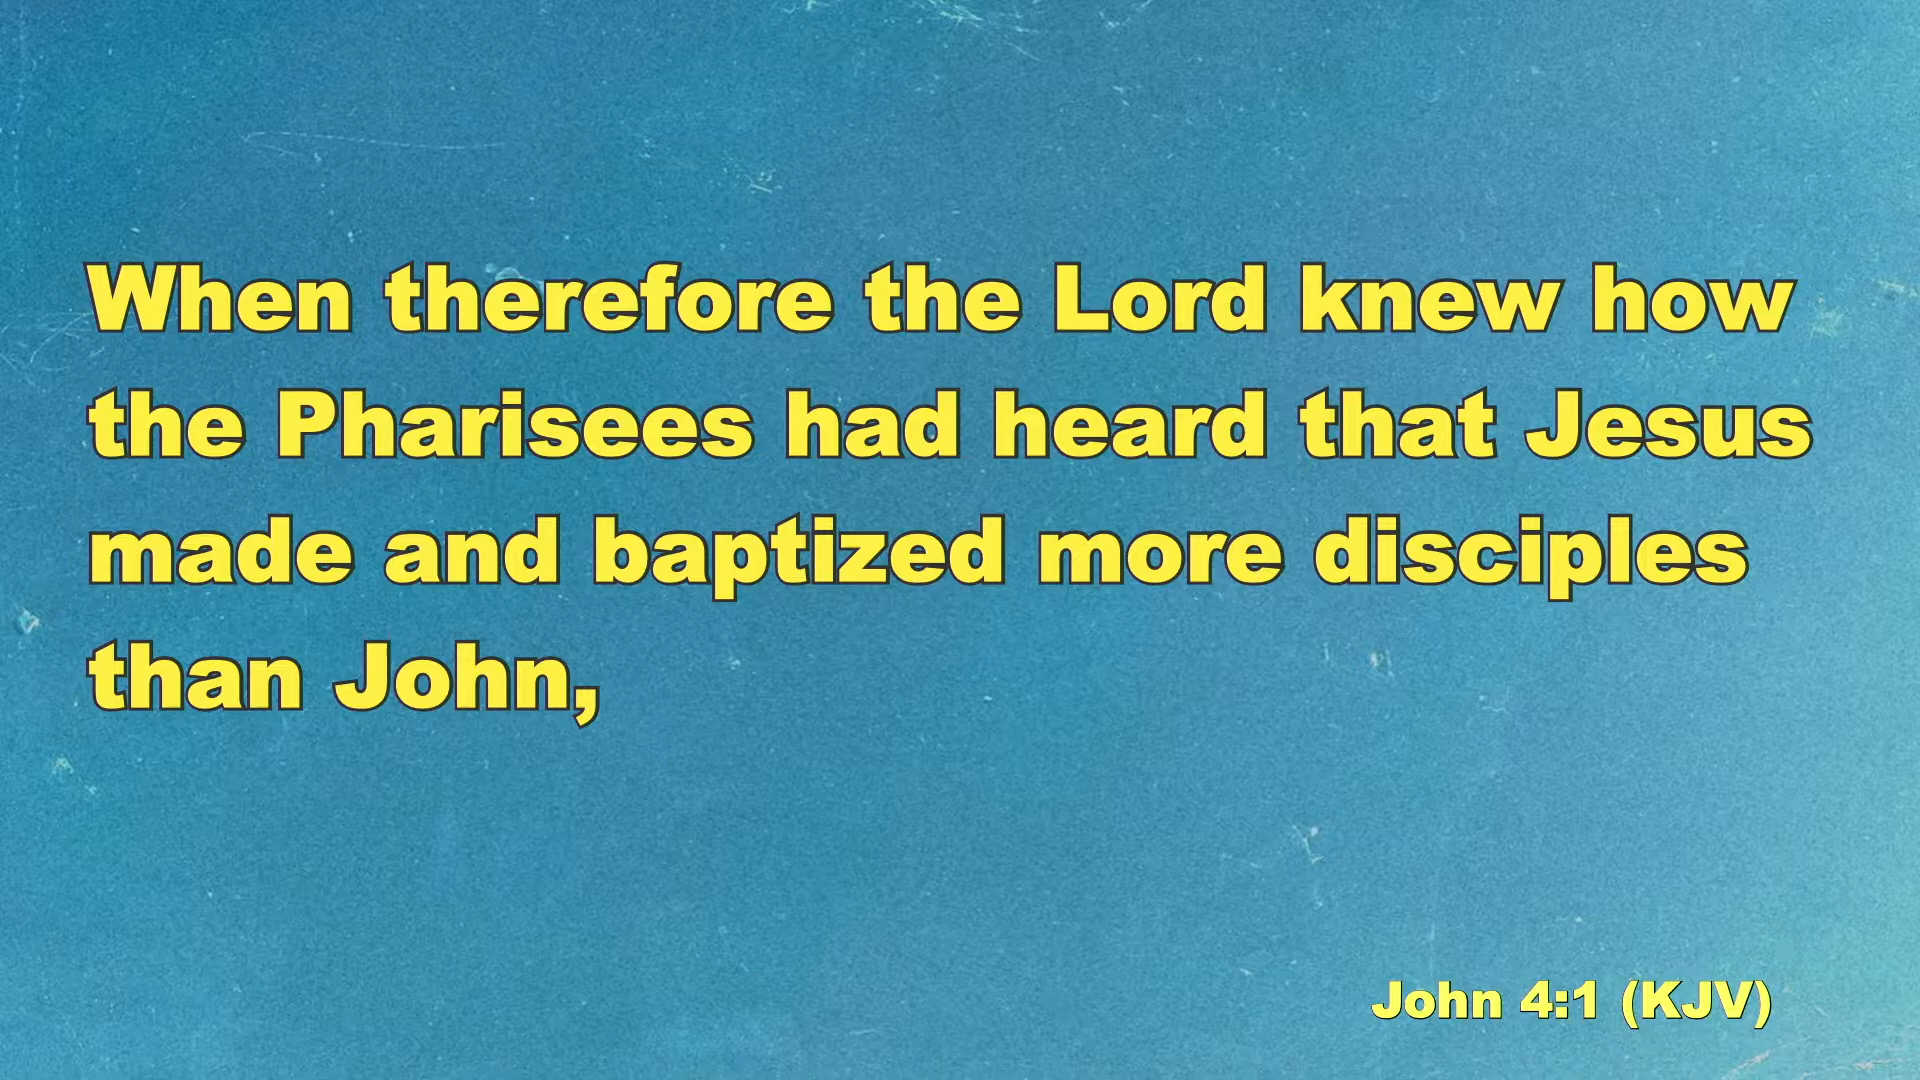 When therefore the Lord knew how
the Pharisees had heard that Jesus
made and baptized more disciples
than John,
John 4:1 (KJV)